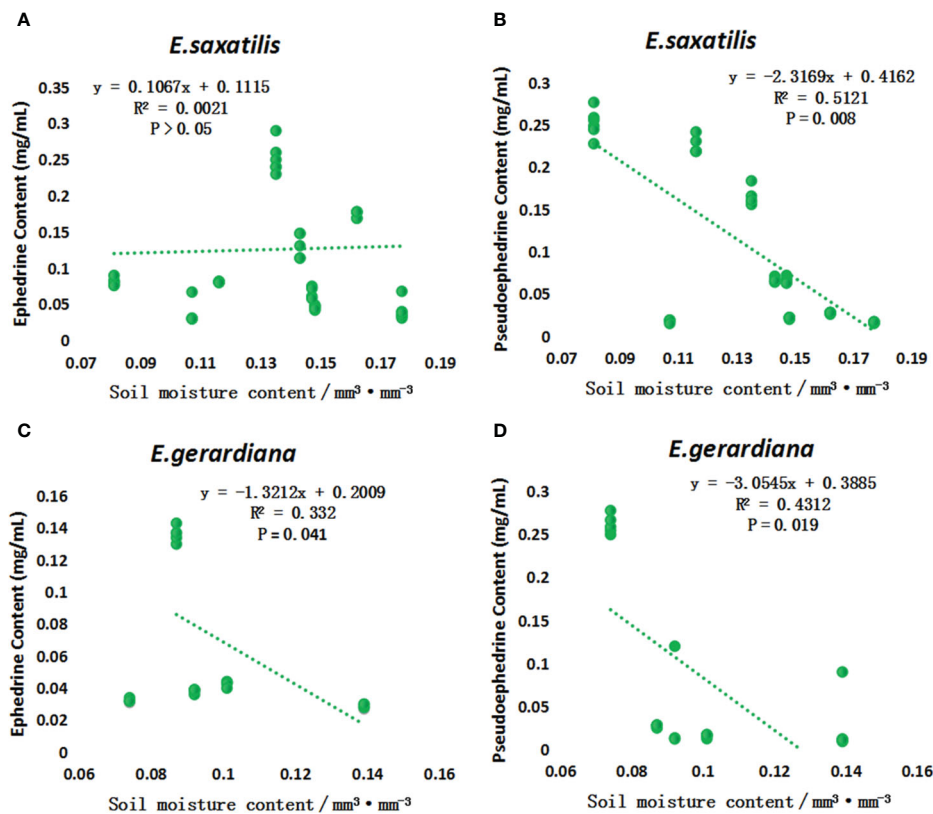 A
E.saxatilis
y = 0.1067x + 0.1115
R² = 0.0021
P > 0.05
Ephedrine Content (mg/mL)
0.35
0.3
0.25
0.2
0.15
0.1
0.05
0
0.07 0.09 0.11 0.13 0.15 0.17 0.19
Soil moisture content / mm³•mm⁻³
B
E.saxatilis
y = -2.3169x + 0.4162
R² = 0.5121
P = 0.008
Pseudoephedrine Content (mg/mL)
0.3
0.25
0.2
0.15
0.1
0.05
0
0.07 0.09 0.11 0.13 0.15 0.17 0.19
Soil moisture content / mm³•mm⁻³
C
E.gerardiana
y = -1.3212x + 0.2009
R² = 0.332
P = 0.041
Ephedrine Content (mg/mL)
0.16
0.14
0.12
0.1
0.08
0.06
0.04
0.02
0
0.06 0.08 0.1 0.12 0.14 0.16
Soil moisture content / mm³•mm⁻³
D
E.gerardiana
y = -3.0545x + 0.3885
R² = 0.4312
P = 0.019
Pseudoephedrine Content (mg/mL)
0.3
0.25
0.2
0.15
0.1
0.05
0
0.06 0.08 0.1 0.12 0.14 0.16
Soil moisture content / mm³•mm⁻³